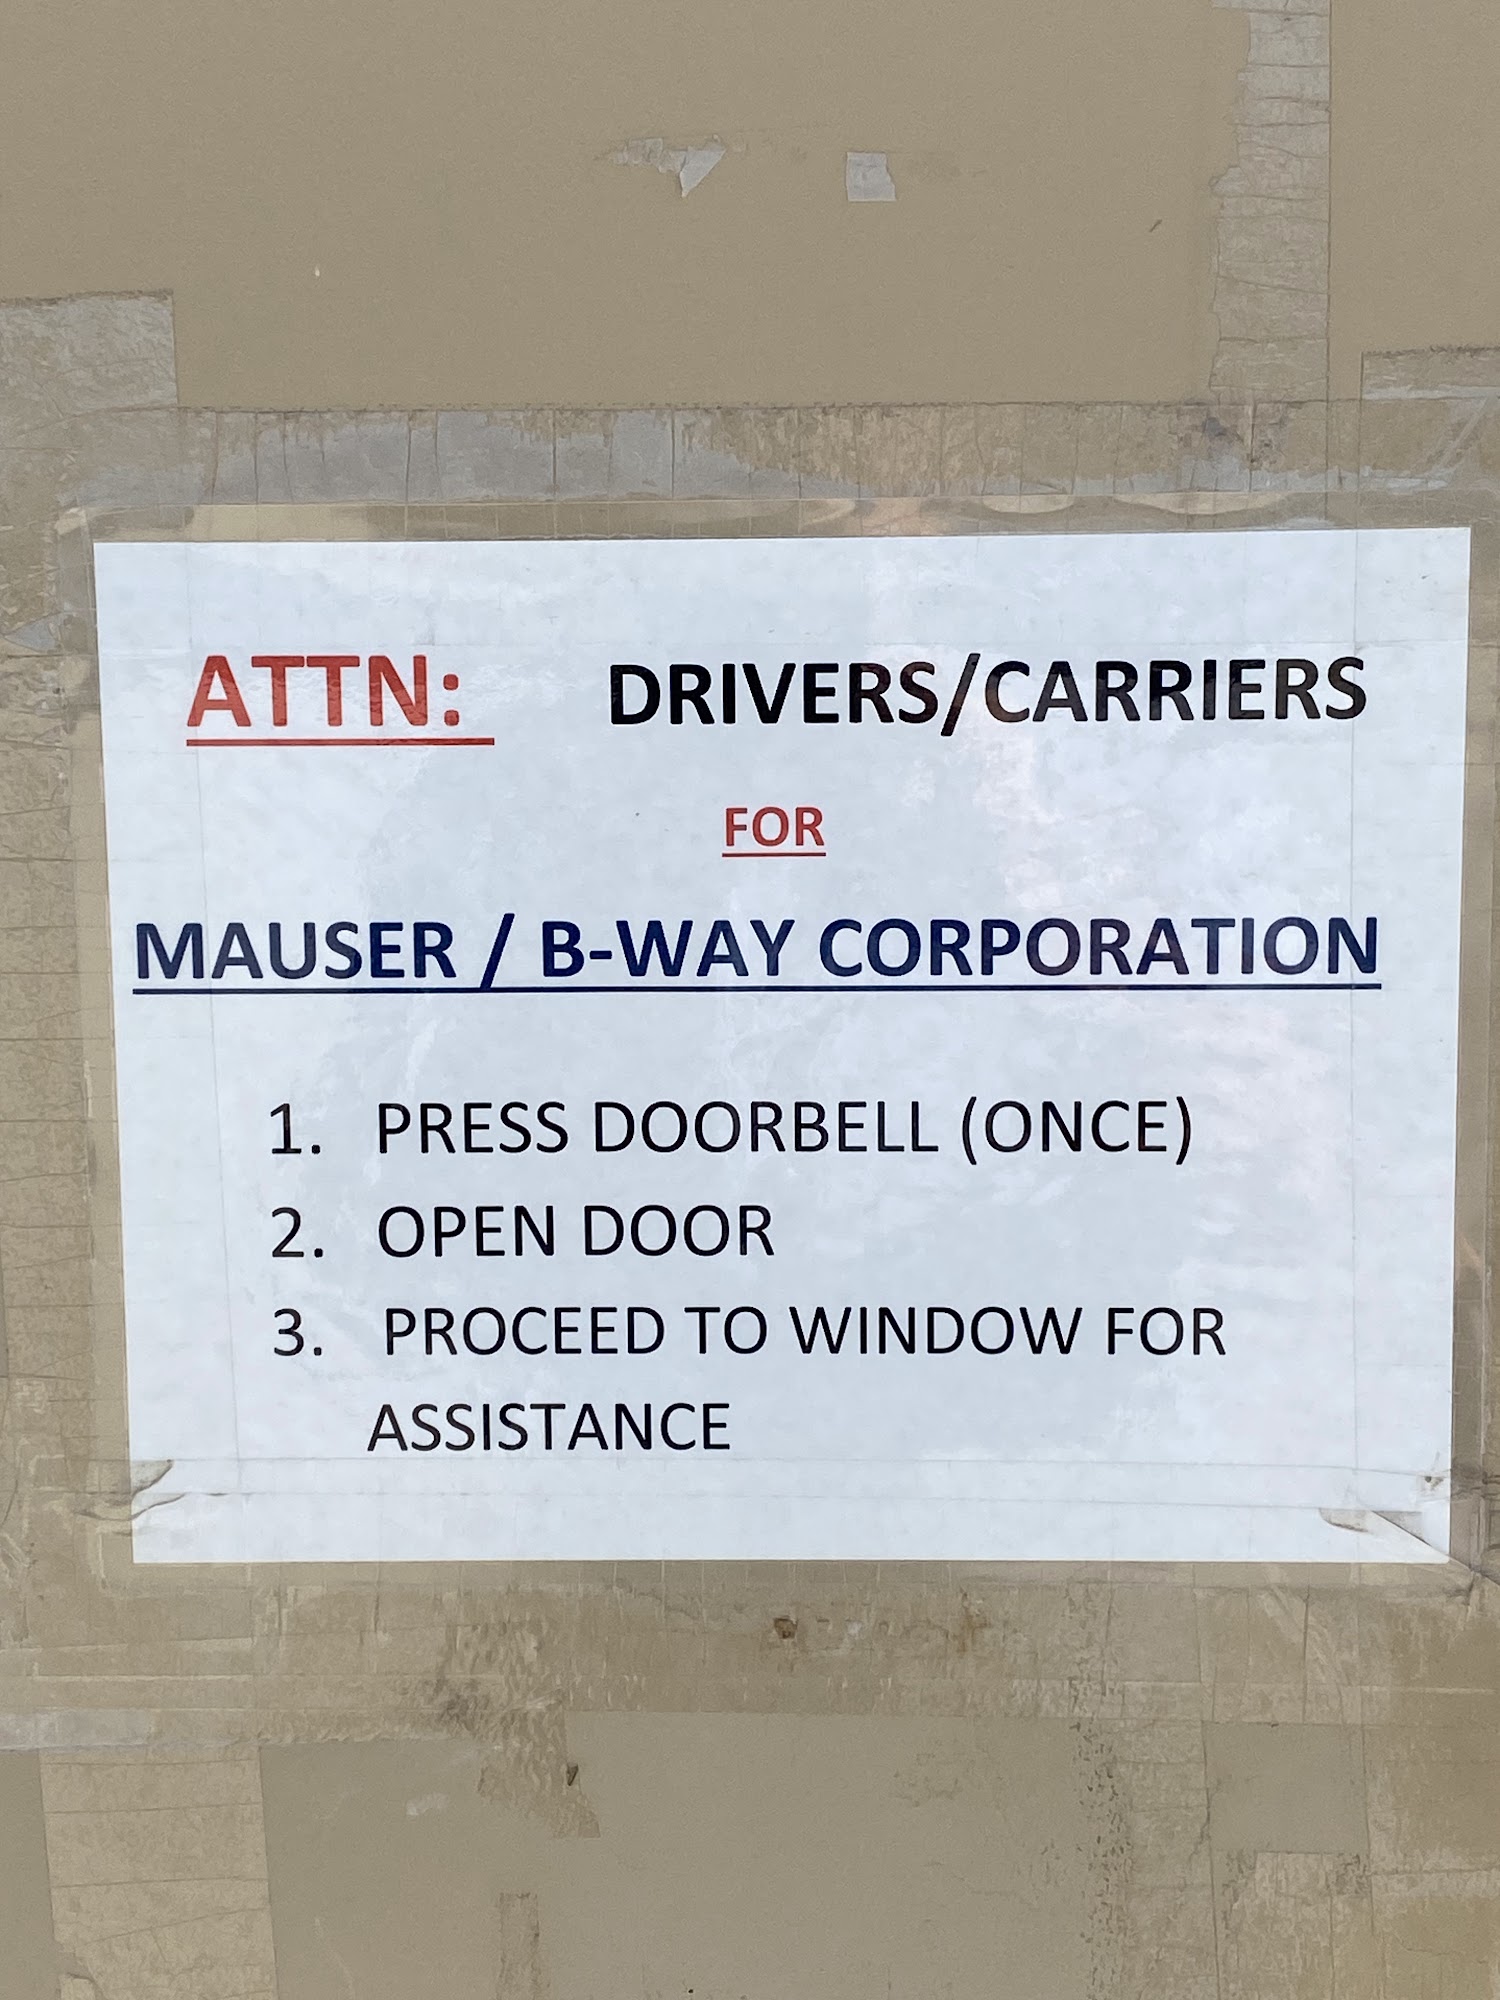 ATTN: DRIVERS/CARRIERS
FOR
MAUSER / B-WAY CORPORATION
1. PRESS DOORBELL (ONCE)
2. OPEN DOOR
3. PROCEED TO WINDOW FOR
ASSISTANCE